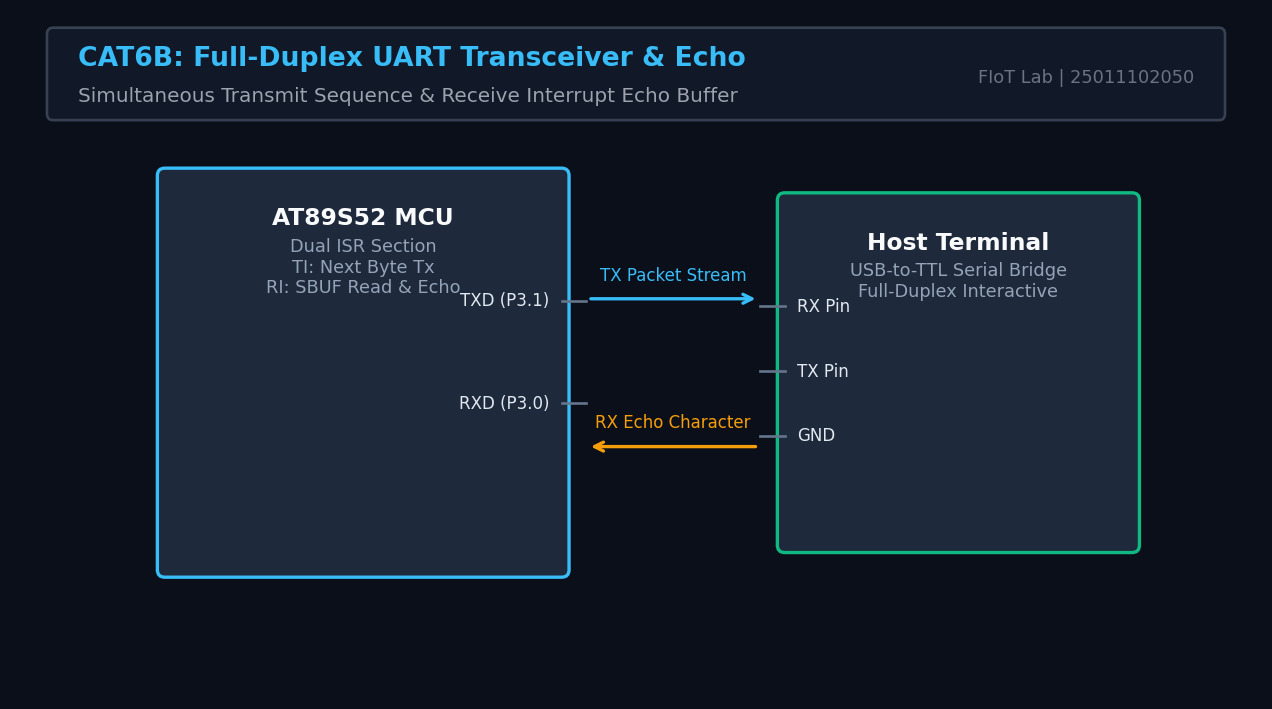 CAT6B: Full-Duplex UART Transceiver & Echo
Simultaneous Transmit Sequence & Receive Interrupt Echo Buffer
FIoT Lab | 25011102050
AT89S52 MCU
Dual ISR Section
TI: Next Byte Tx
RI: SBUF Read & Echo
TXD (P3.1)
RXD (P3.0)
TX Packet Stream
RX Echo Character
Host Terminal
USB-to-TTL Serial Bridge
Full-Duplex Interactive
RX Pin
TX Pin
GND